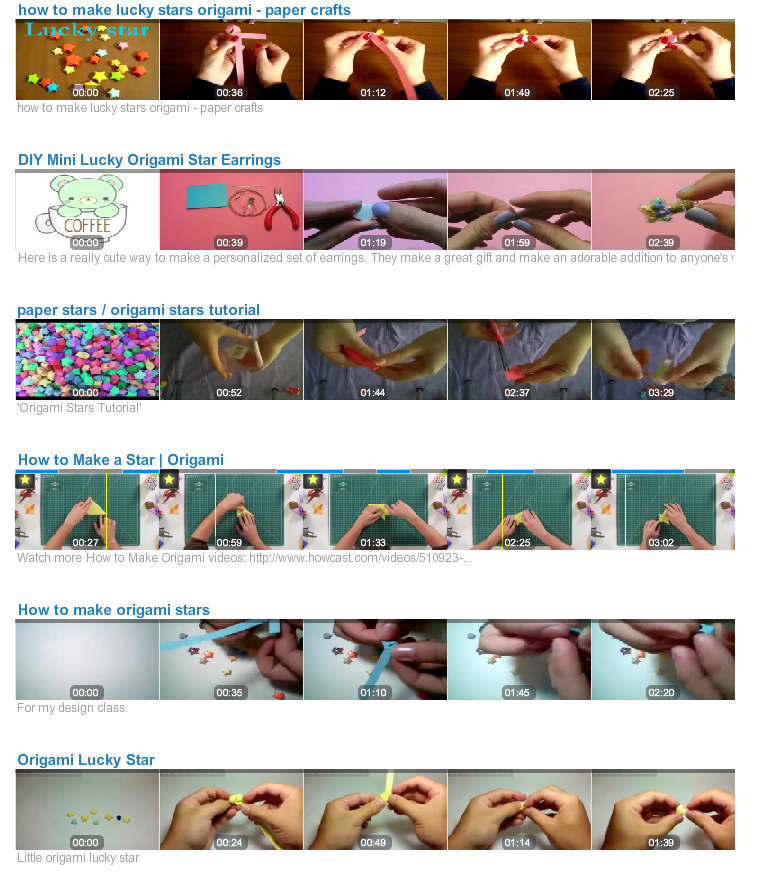 how to make lucky stars origami - paper crafts
Lucky star
00:00 00:36 01:12 01:49 02:25
how to make lucky stars origami - paper crafts
DIY Mini Lucky Origami Star Earrings
COFFEE
00:00 00:39 01:19 01:59 02:39
Here is a really cute way to make a personalized set of earrings. They make a great gift and make an adorable addition to anyone's
paper stars / origami stars tutorial
00:00 00:52 01:44 02:37 03:29
'Origami Stars Tutorial'
How to Make a Star | Origami
00:27 00:59 01:33 02:25 03:02
Watch more How to Make Origami videos: http://www.howcast.com/videos/510923-...
How to make origami stars
00:00 00:35 01:10 01:45 02:20
For my design class.
Origami Lucky Star
00:00 00:24 00:49 01:14 01:39
Little origami lucky star